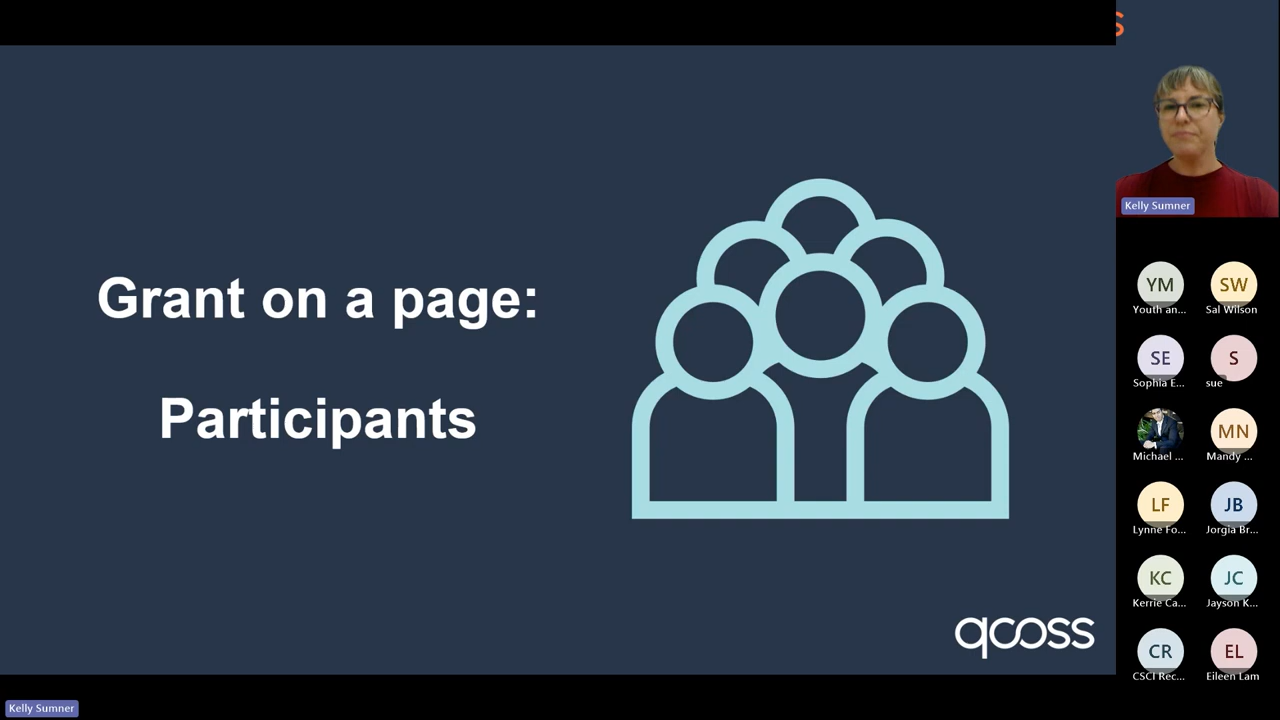 Grant on a page:
Participants
qcoss
S
Kelly Sumner
YM
Youth an...
SW
Sal Wilson
SE
Sophia E...
S
sue
Michael ...
MN
Mandy ...
LF
Lynne Fo...
JB
Jorgia Br...
KC
Kerrie Ca...
JC
Jayson K...
CR
CSCI Rec...
EL
Eileen Lam
Kelly Sumner